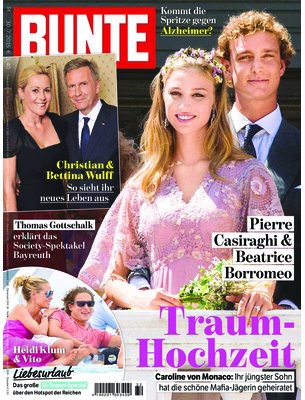 Kommt die
Spritze gegen
Alzheimer?
BUNTE
Christian &
Bettina Wulff
So sieht ihr
neues Leben aus
Thomas Gottschalk
erklärt das
Society-Spektakel
Bayreuth
Pierre
Casiraghi &
Beatrice
Borromeo
Heidi Klum
& Vito
Liebesurlaub
Das große
über den Hotspot der Reichen
Traum-
Hochzeit
Caroline von Monaco: Ihr jüngster Sohn
hat die schöne Mafia-Jägerin geheiratet